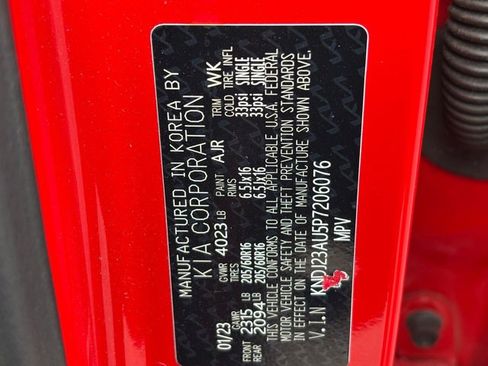 MANUFACTURED IN KOREA BY
KIA CORPORATION
01/23 GVWR 4023 LB PAINT AJR TRIM WK
GAWR TIRES RIMS COLD TIRE INFL
FRONT 2315 LB 205/60R16 6.5JX16 33psi SINGLE
REAR 2094 LB 205/60R16 6.5JX16 33psi SINGLE
THIS VEHICLE CONFORMS TO ALL APPLICABLE U.S.A. FEDERAL
MOTOR VEHICLE SAFETY AND THEFT PREVENTION STANDARDS
IN EFFECT ON THE DATE OF MANUFACTURE SHOWN ABOVE.
V.I.N KNDJ23AU5P7206076
MPV